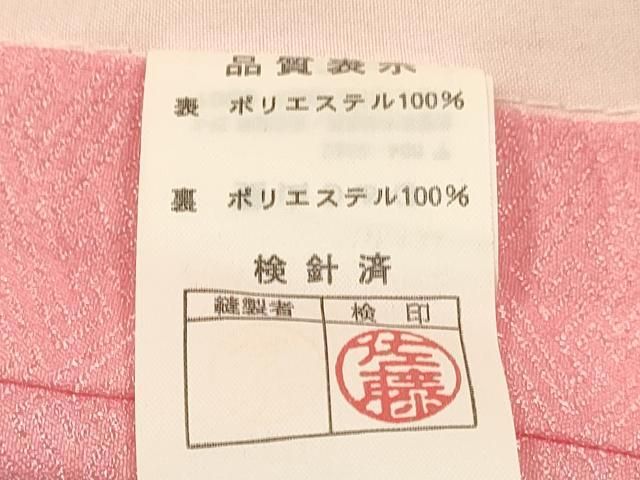 品質表示
表 ポリエステル100%
裏 ポリエステル100%
検針済
縫製者 検印
佐藤